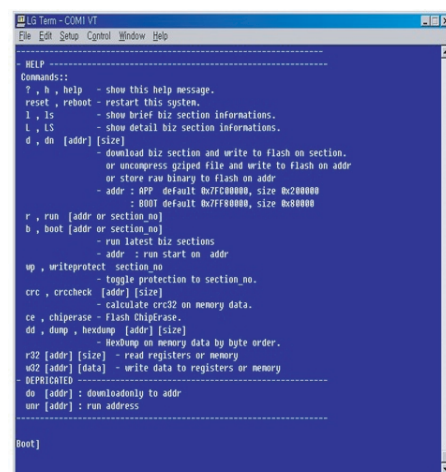 LG Term - COM1 VT
File Edit Setup Control Window Help
----------------------------------------------------------------
- HELP ---------------------------------------------------------
Commands::
? , h , help - show this help message.
reset , reboot - restart this system.
l , ls - show brief biz section informations.
L , LS - show detail biz section informations.
d , dn [addr] [size]
- download biz section and write to flash on section.
or uncompress gziped file and write to flash on addr
or store raw binary to flash on addr
- addr : APP default 0x7FC00000, size 0x200000
: BOOT default 0x7FF80000, size 0x80000
r , run [addr or section_no]
b , boot [addr or section_no]
- run latest biz sections
- addr : run start on addr
wp , writeprotect section_no
- toggle protection to section_no.
crc , crccheck [addr] [size]
- calculate crc32 on memory data.
ce , chiperase - Flash ChipErase.
dd , dump , hexdump [addr] [size]
- HexDump on memory data by byte order.
r32 [addr] [size] - read registers or memory
w32 [addr] [data] - write data to registers or memory
- DEPRICATED ---------------------------------------------------
do [addr] : downloadonly to addr
unr [addr] : run address
----------------------------------------------------------------
Boot]